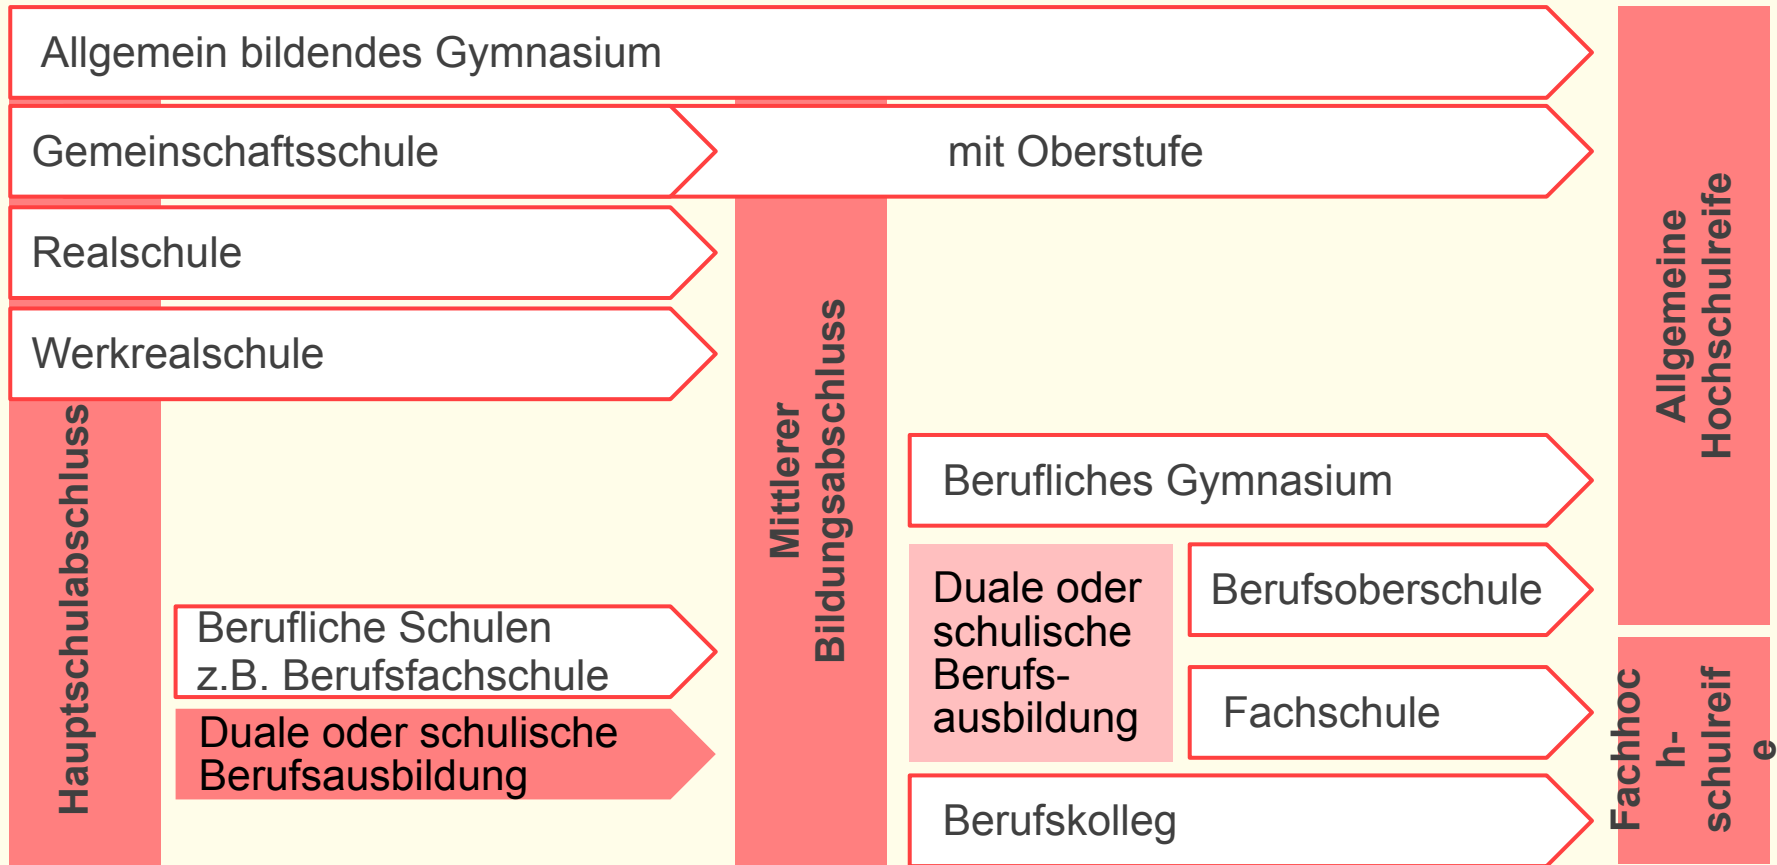 Allgemein bildendes Gymnasium
Gemeinschaftsschule
mit Oberstufe
Realschule
Werkrealschule
Hauptschulabschluss
Berufliche Schulen
z.B. Berufsfachschule
Duale oder schulische
Berufsausbildung
Mittlerer
Bildungsabschluss
Berufliches Gymnasium
Duale oder
schulische
Berufs-
ausbildung
Berufsoberschule
Fachschule
Berufskolleg
Allgemeine
Hochschulreife
Fachhoc
h-
schulreif
e